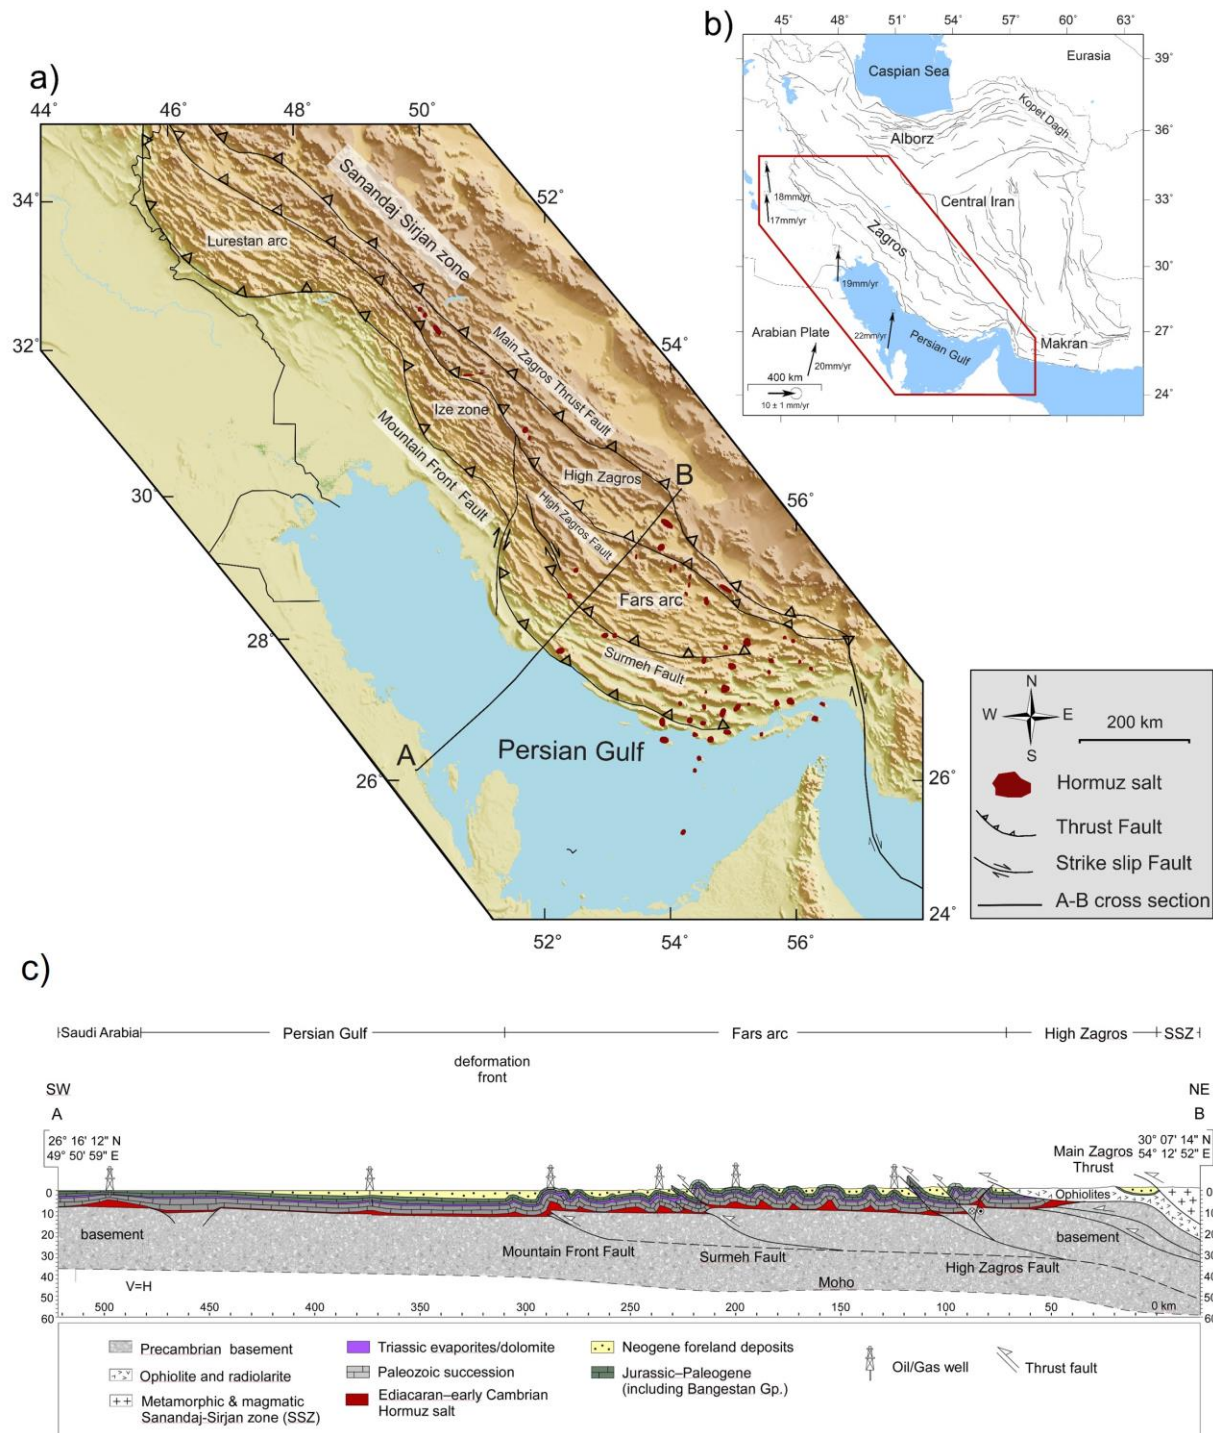 a)
44
46°
48°
50°
52°
34°
32°
30°
28°
26°
54°
56°
26°
24°
52°
54°
56°
Lurestan arc
Sanandaj Sirjan zone
Main Zagros Thrust Fault
Ize zone
Mountain Front Fault
High Zagros
High Zagros Fault
B
Fars arc
Surmeh Fault
A
Persian Gulf
b)
45°
48°
51°
54°
57°
60°
63°
39°
36°
33°
30°
27°
24°
Caspian Sea
Eurasia
Kopet Dagh
Alborz
Central Iran
Zagros
18mm/yr
17mm/yr
19mm/yr
22mm/yr
Arabian Plate
20mm/yr
Persian Gulf
Makran
400 km
10 ± 1 mm/yr
N
W E
S
200 km
Hormuz salt
Thrust Fault
Strike slip Fault
A-B cross section
c)
Saudi Arabia Persian Gulf Fars arc High Zagros SSZ
deformation
front
SW NE
A B
26° 16' 12" N 30° 07' 14" N
49° 50' 59" E 54° 12' 52" E
Main Zagros
Thrust
0
10
20
30
40
50
60
basement
Mountain Front Fault
Surmeh Fault
High Zagros Fault
Ophiolites
basement
Moho
V=H
0
10
20
30
40
50
60
500 450 400 350 300 250 200 150 100 50 0 km
Precambrian basement
Ophiolite and radiolarite
Metamorphic & magmatic
Sanandaj-Sirjan zone (SSZ)
Triassic evaporites/dolomite
Paleozoic succession
Ediacaran–early Cambrian
Hormuz salt
Neogene foreland deposits
Jurassic–Paleogene
(including Bangestan Gp.)
Oil/Gas well
Thrust fault